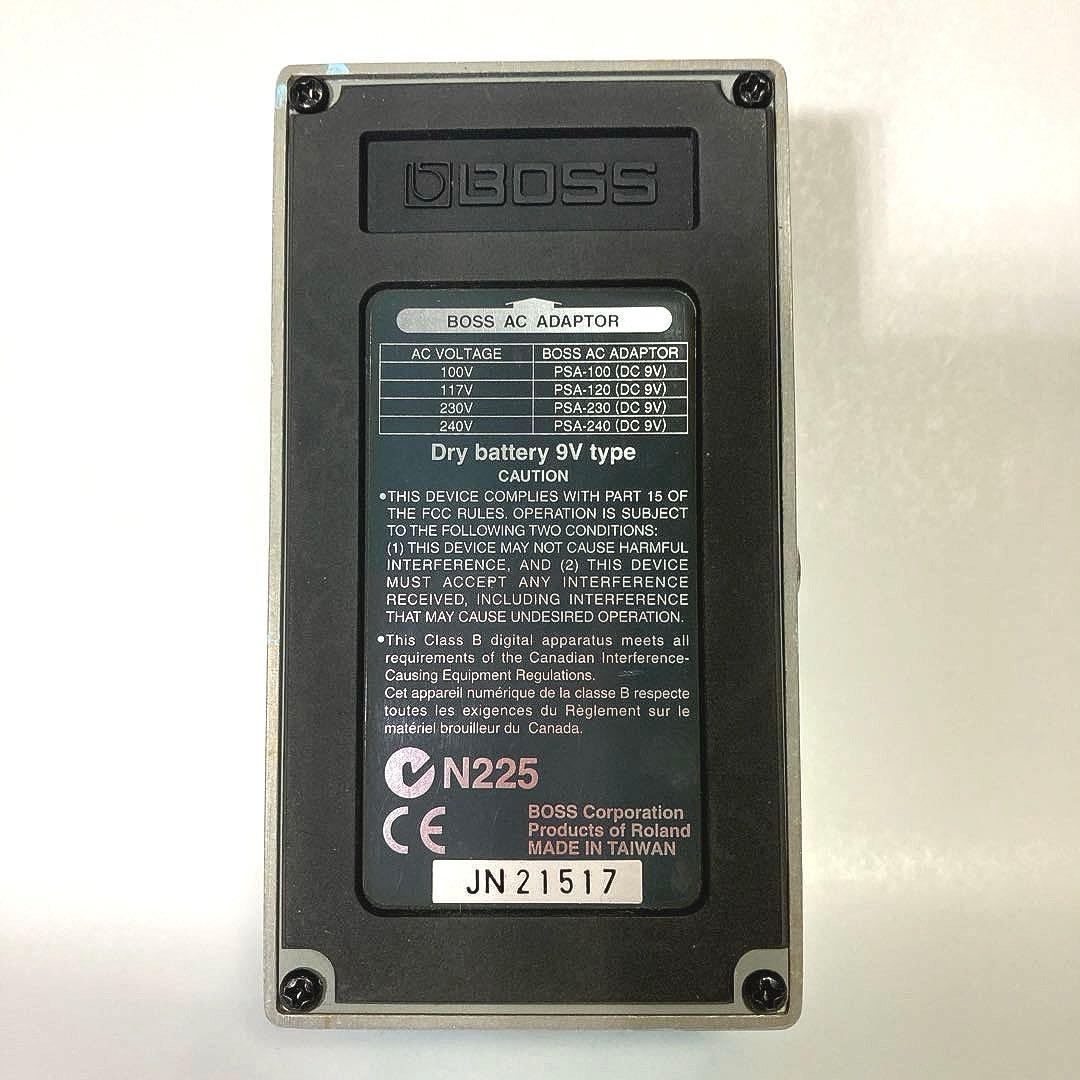 BOSS
BOSS AC ADAPTOR
AC VOLTAGE BOSS AC ADAPTOR
100V PSA-100 (DC 9V)
117V PSA-120 (DC 9V)
230V PSA-230 (DC 9V)
240V PSA-240 (DC 9V)
Dry battery 9V type
CAUTION
•THIS DEVICE COMPLIES WITH PART 15 OF
THE FCC RULES. OPERATION IS SUBJECT
TO THE FOLLOWING TWO CONDITIONS:
(1) THIS DEVICE MAY NOT CAUSE HARMFUL
INTERFERENCE, AND (2) THIS DEVICE
MUST ACCEPT ANY INTERFERENCE
RECEIVED, INCLUDING INTERFERENCE
THAT MAY CAUSE UNDESIRED OPERATION.
•This Class B digital apparatus meets all
requirements of the Canadian Interference-
Causing Equipment Regulations.
Cet appareil numérique de la classe B respecte
toutes les exigences du Règlement sur le
matériel brouilleur du Canada.
N225
CE
BOSS Corporation
Products of Roland
MADE IN TAIWAN
JN21517